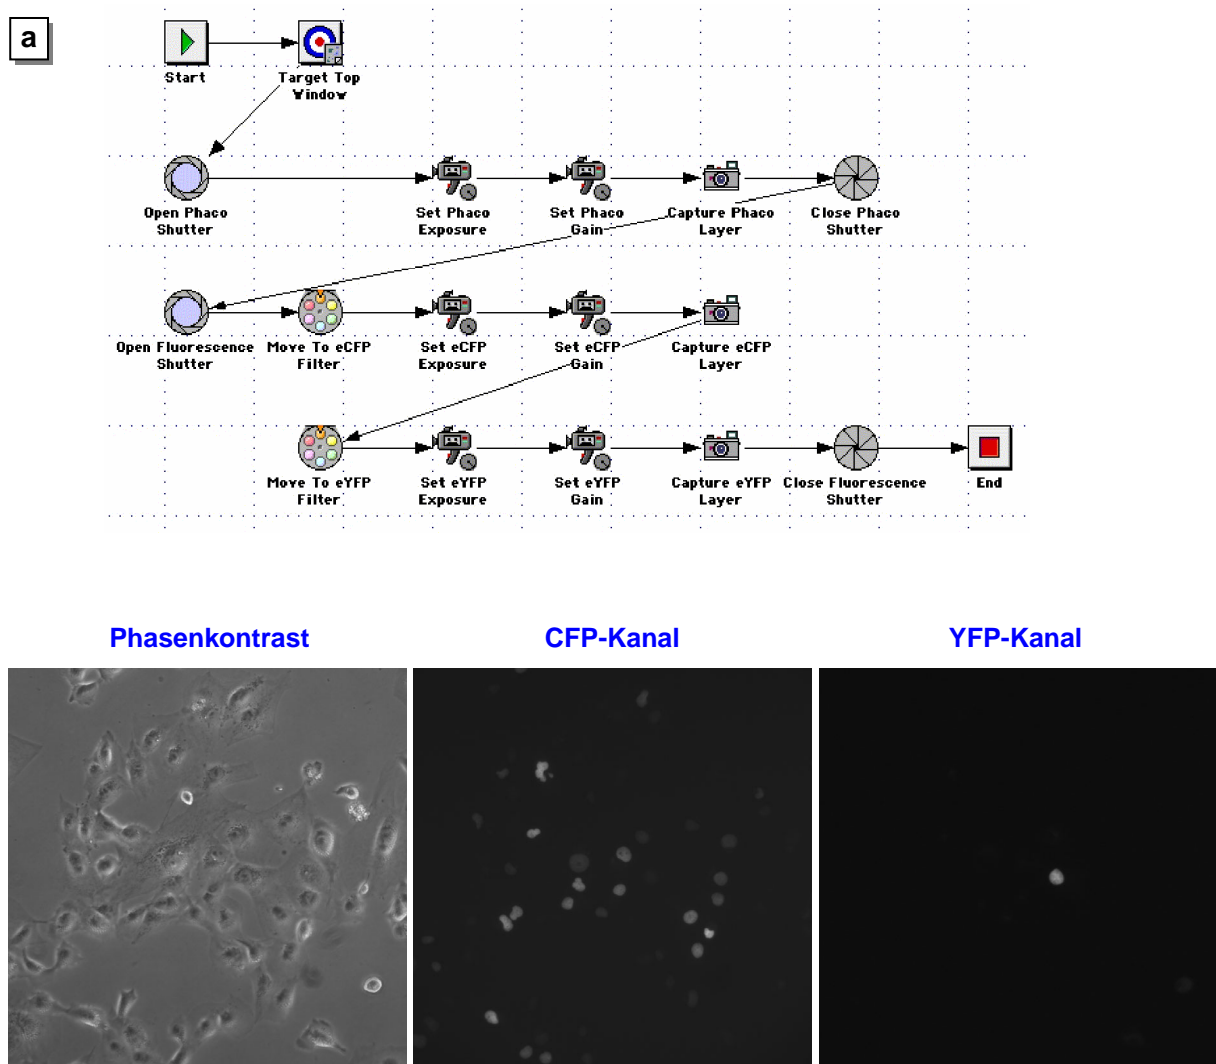 a
Start
Target Top
Window
Open Phaco
Shutter
Set Phaco
Exposure
Set Phaco
Gain
Capture Phaco
Layer
Close Phaco
Shutter
Open Fluorescence
Shutter
Move To eCFP
Filter
Set eCFP
Exposure
Set eCFP
Gain
Capture eCFP
Layer
Move To eYFP
Filter
Set eYFP
Exposure
Set eYFP
Gain
Capture eYFP
Layer
Close Fluorescence
Shutter
End
Phasenkontrast
CFP-Kanal
YFP-Kanal